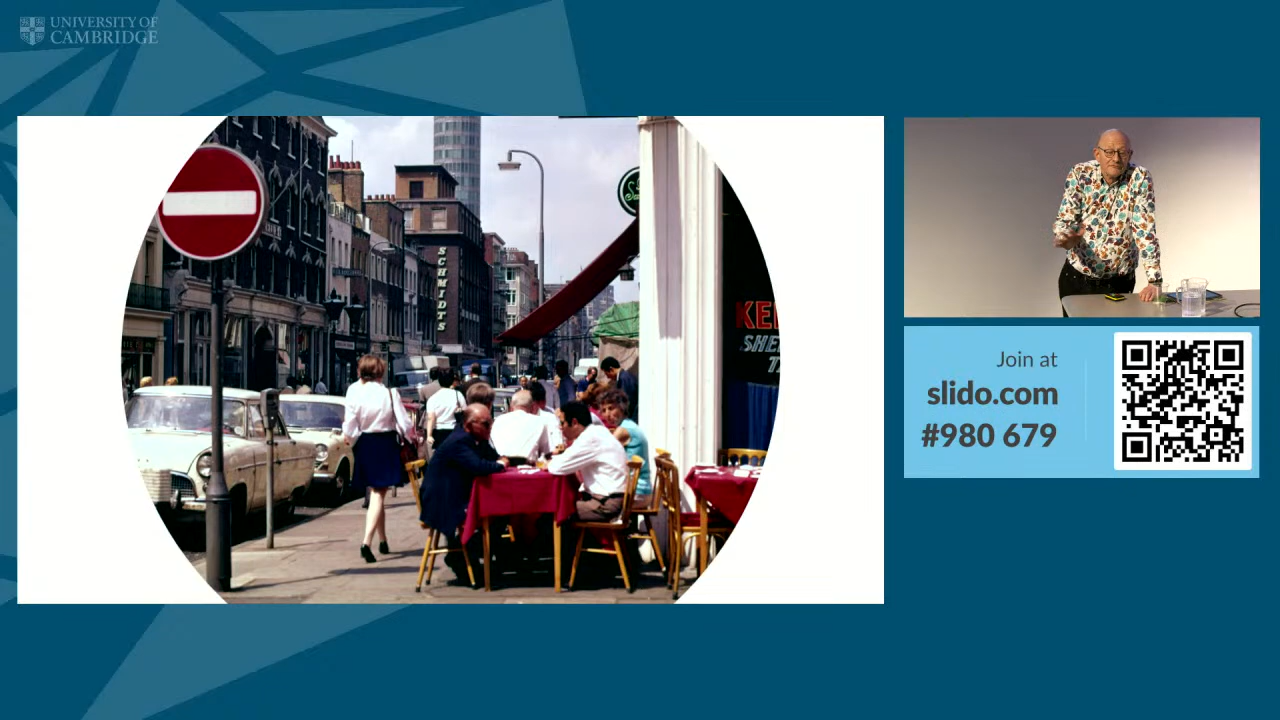 UNIVERSITY OF
CAMBRIDGE
SCHMIDTS
Join at
slido.com
#980 679